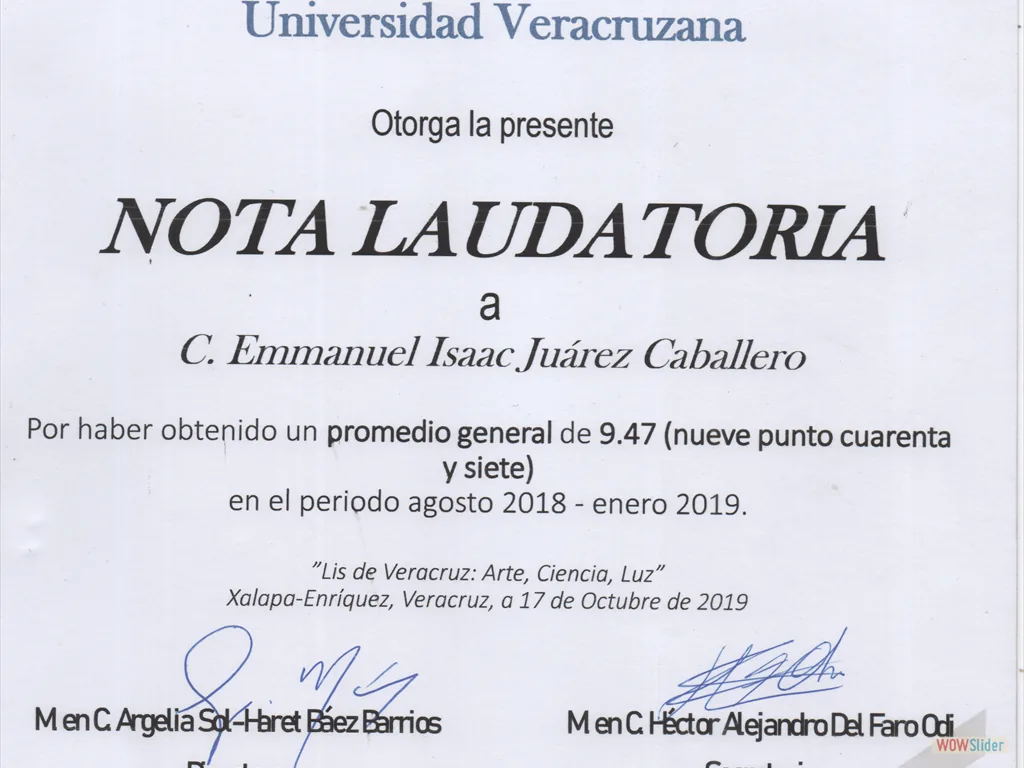 Universidad Veracruzana
Otorga la presente
NOTA LAUDATORIA
a
C. Emmanuel Isaac Juárez Caballero
Por haber obtenido un promedio general de 9.47 (nueve punto cuarenta
y siete)
en el periodo agosto 2018 - enero 2019.
"Lis de Veracruz: Arte, Ciencia, Luz"
Xalapa-Enríquez, Veracruz, a 17 de Octubre de 2019
M en C. Argelia Sol-Haret Báez Barrios
M en C. Héctor Alejandro Del Faro Odi
WOWSlider